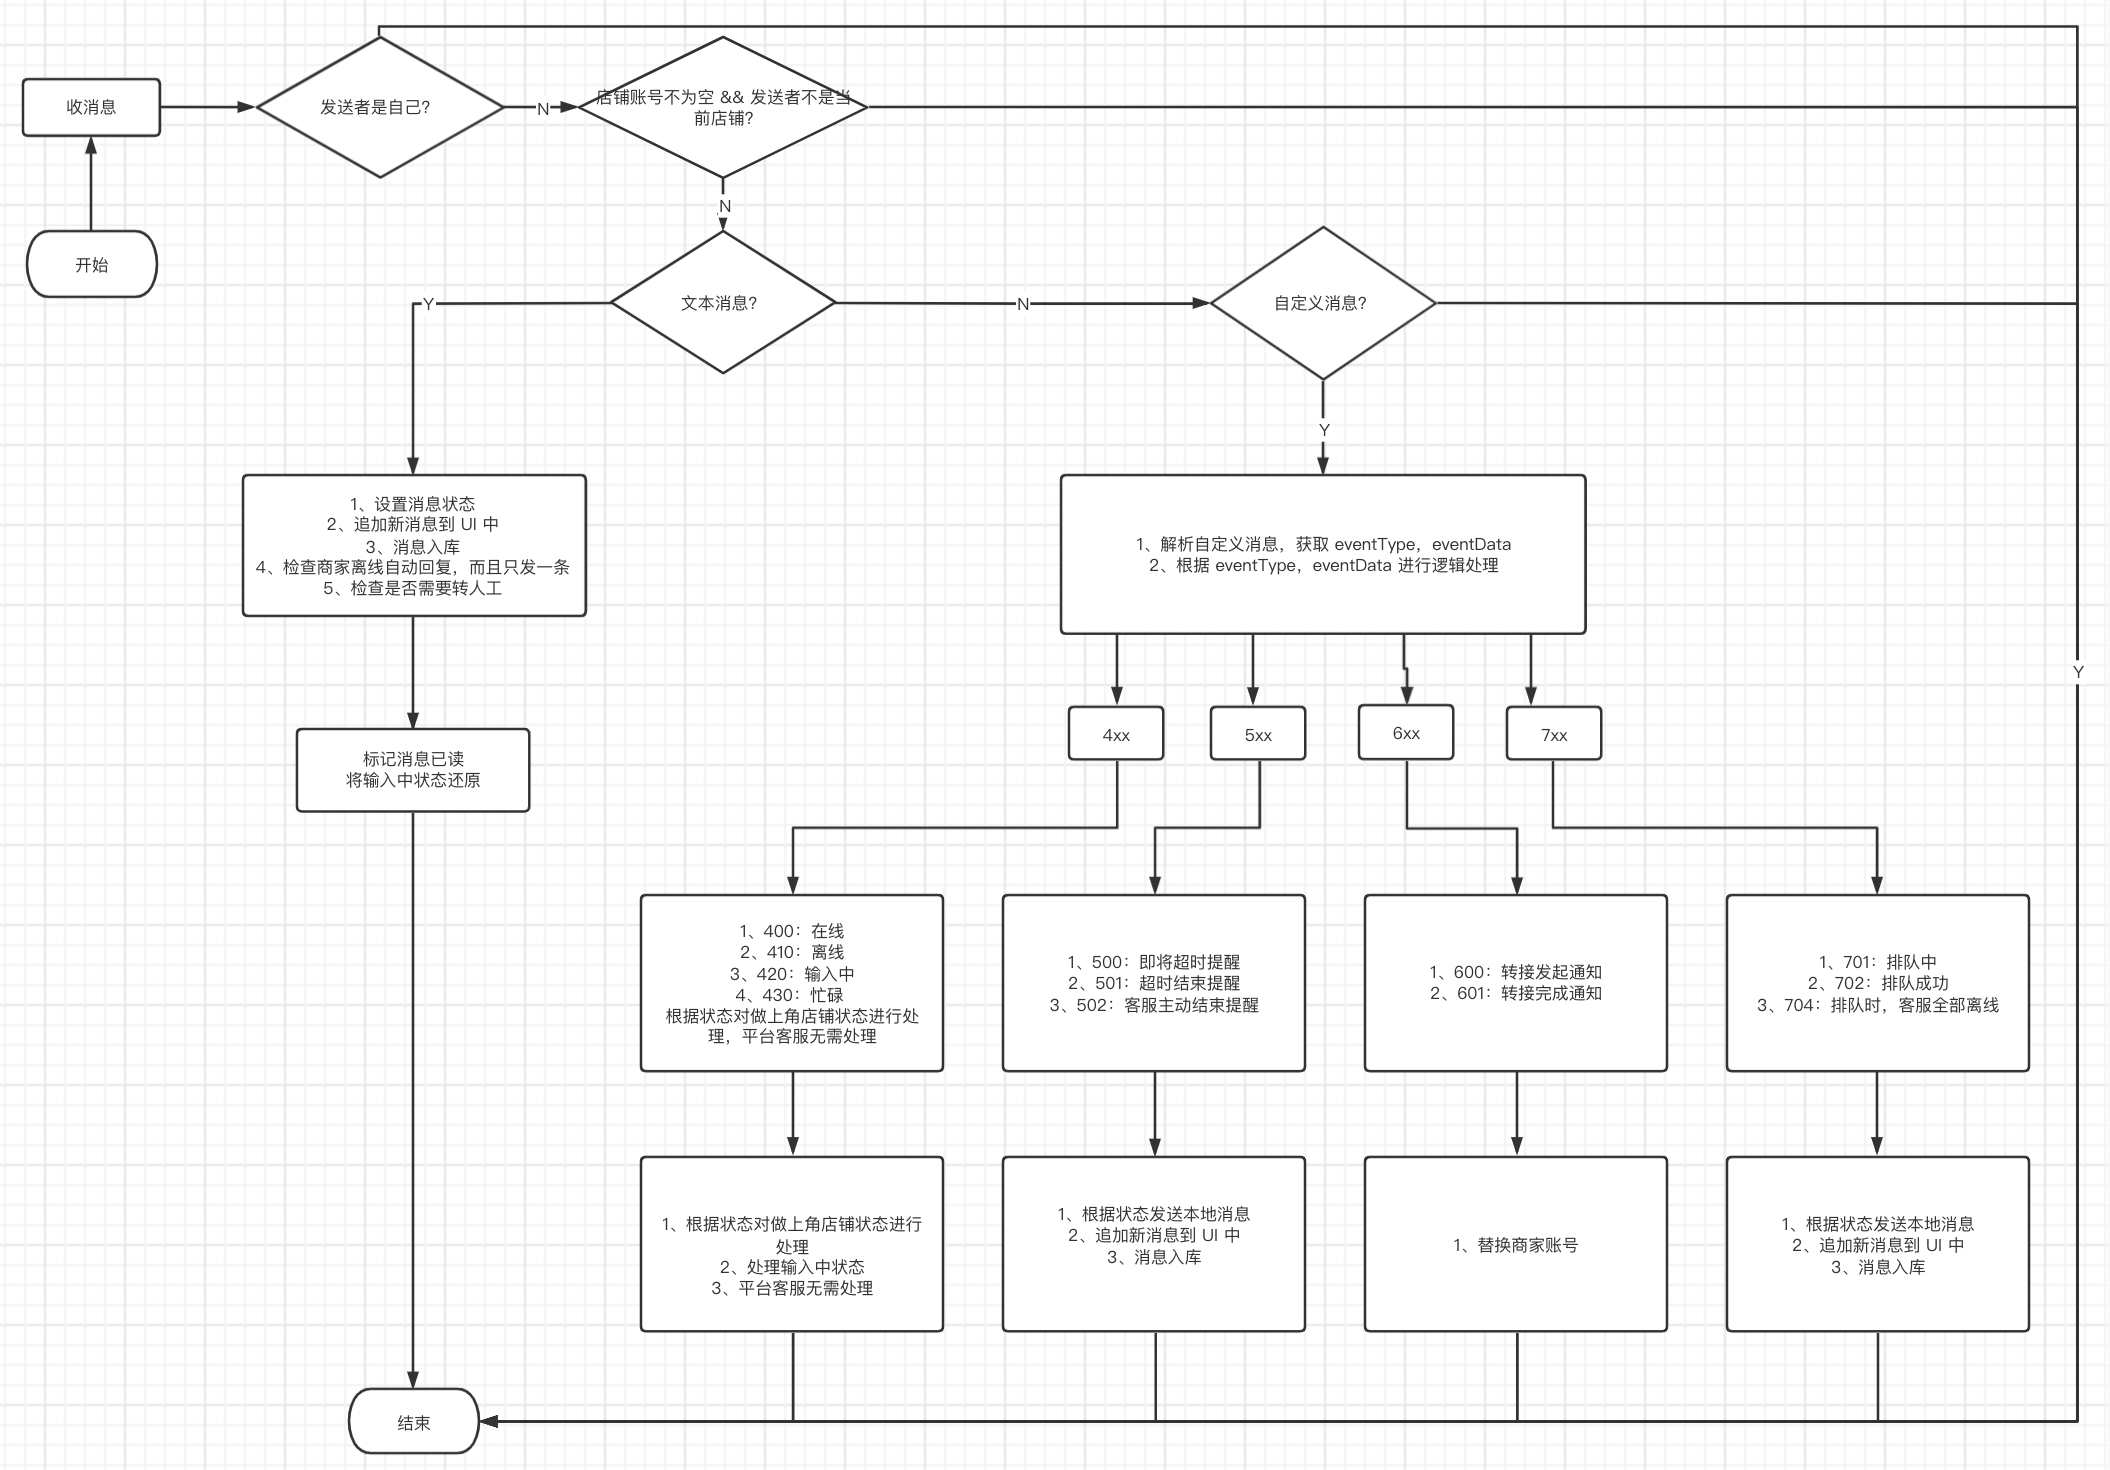 收消息
发送者是自己?
N
店铺账号不为空 && 发送者不是当
前店铺?
N
开始
Y
文本消息?
N
自定义消息?
Y
1、设置消息状态
2、追加新消息到 UI 中
3、消息入库
4、检查商家离线自动回复，而且只发一条
5、检查是否需要转人工
1、解析自定义消息，获取 eventType，eventData
2、根据 eventType，eventData 进行逻辑处理
Y
标记消息已读
将输入中状态还原
4xx
5xx
6xx
7xx
1、400：在线
2、410：离线
3、420：输入中
4、430：忙碌
根据状态对做上角店铺状态进行处
理，平台客服无需处理
1、500：即将超时提醒
2、501：超时结束提醒
3、502：客服主动结束提醒
1、600：转接发起通知
2、601：转接完成通知
1、701：排队中
2、702：排队成功
3、704：排队时，客服全部离线
1、根据状态对做上角店铺状态进行
处理
2、处理输入中状态
3、平台客服无需处理
1、根据状态发送本地消息
2、追加新消息到 UI 中
3、消息入库
1、替换商家账号
1、根据状态发送本地消息
2、追加新消息到 UI 中
3、消息入库
结束